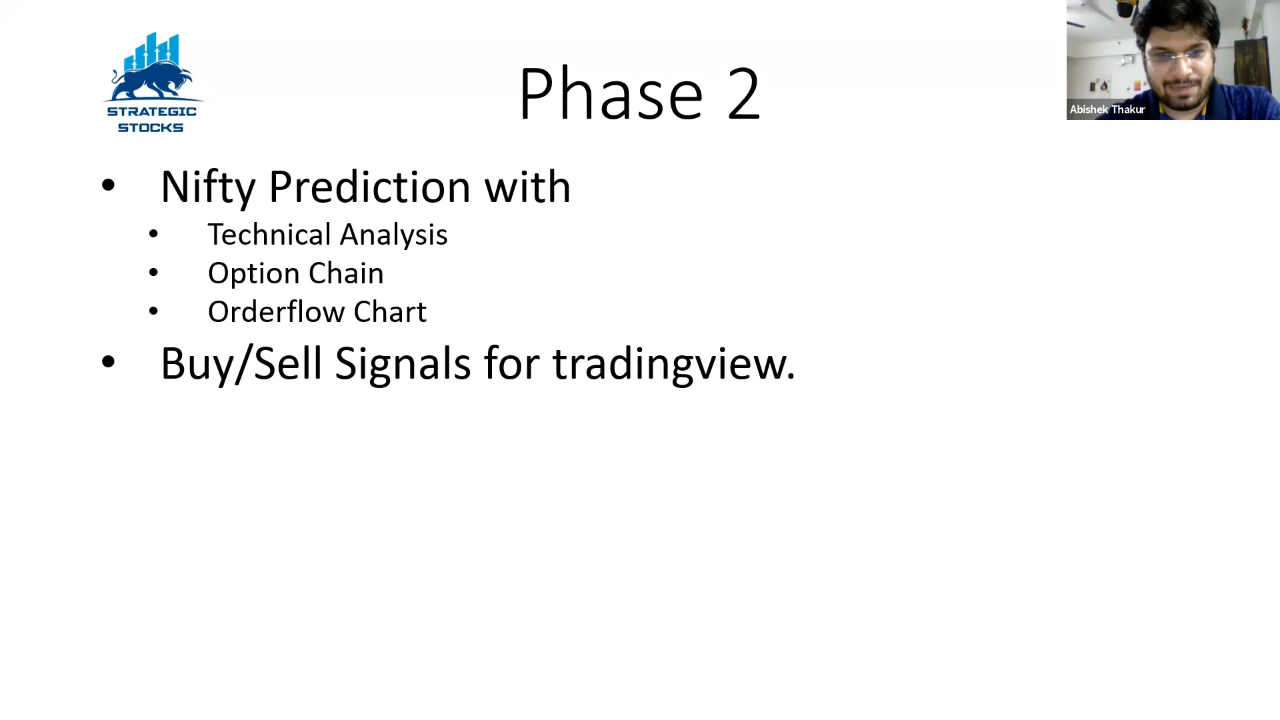 STRATEGIC
STOCKS
Phase 2
Abishek Thakur
• Nifty Prediction with
• Technical Analysis
• Option Chain
• Orderflow Chart
• Buy/Sell Signals for tradingview.